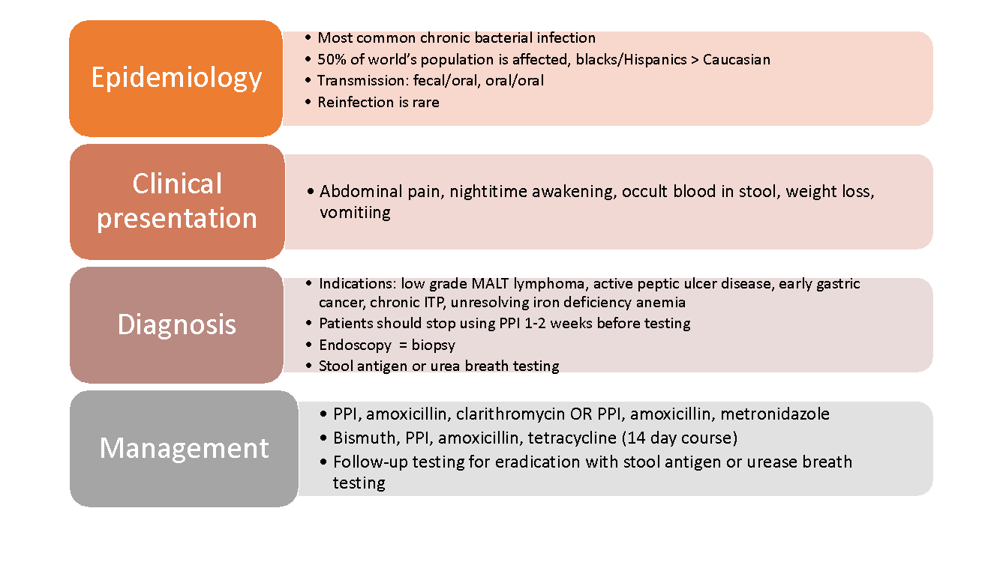 Epidemiology
• Most common chronic bacterial infection
• 50% of world's population is affected, blacks/Hispanics > Caucasian
• Transmission: fecal/oral, oral/oral
• Reinfection is rare
Clinical
presentation
• Abdominal pain, nightitime awakening, occult blood in stool, weight loss,
vomitiing
Diagnosis
• Indications: low grade MALT lymphoma, active peptic ulcer disease, early gastric
cancer, chronic ITP, unresolving iron deficiency anemia
• Patients should stop using PPI 1-2 weeks before testing
• Endoscopy  = biopsy
• Stool antigen or urea breath testing
Management
• PPI, amoxicillin, clarithromycin OR PPI, amoxicillin, metronidazole
• Bismuth, PPI, amoxicillin, tetracycline (14 day course)
• Follow-up testing for eradication with stool antigen or urease breath
testing